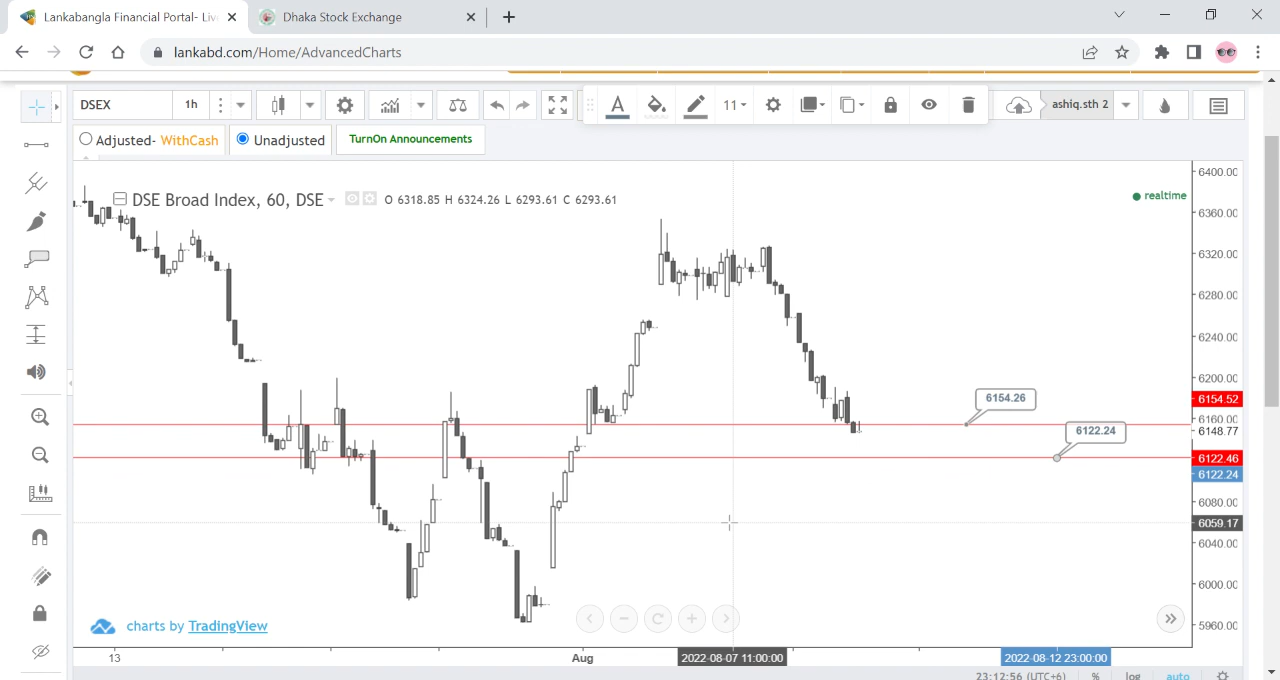 Lankabangla Financial Portal- Liv
Dhaka Stock Exchange
lankabd.com/Home/AdvancedCharts
DSEX 1h 11 ashiq.sth 2
Adjusted- WithCash Unadjusted TurnOn Announcements
DSE Broad Index, 60, DSE O 6318.85 H 6324.26 L 6293.61 C 6293.61
realtime
6400.00
6360.00
6320.00
6280.00
6240.00
6200.00
6154.26
6154.52
6160.00
6148.77
6122.24
6122.46
6122.24
6080.00
6059.17
6040.00
6000.00
5960.00
charts by TradingView
13 Aug 2022-08-07 11:00:00 2022-08-12 23:00:00
23:12:56 (UTC+6) % log auto